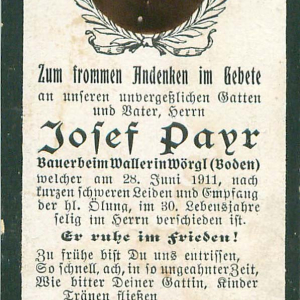 Zum frommen Andenken im Gebete
an unseren unvergeßlichen Gatten
und Vater, Herrn
Josef Payr
Bauer beim Waller in Wörgl (Boden)
welcher am 28. Juni 1911, nach
kurzen schweren Leiden und Empfang
der hl. Ölung, im 30. Lebensjahre
selig im Herrn verschieden ist.
Er ruhe im Frieden!
Zu frühe bist Du uns entrissen,
So schnell, ach, in so ungeahnter Zeit,
Wie bitter Deiner Gattin, Kinder
Tränen fließen